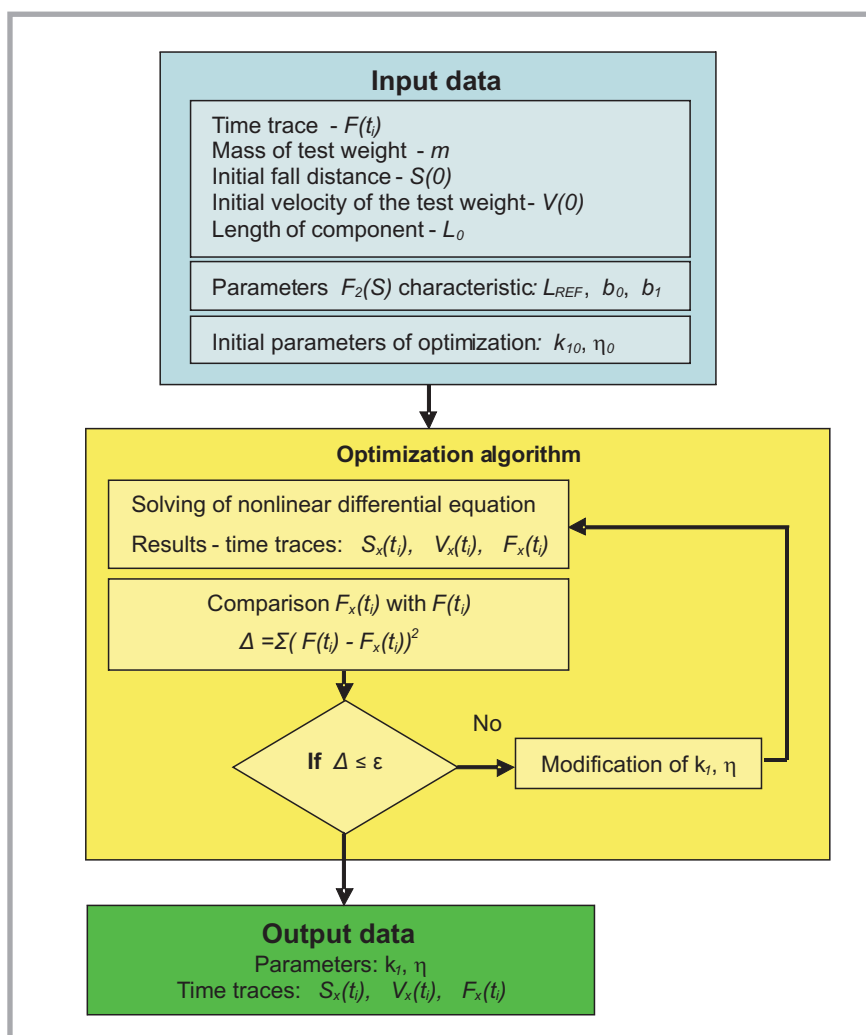 Input data
Time trace - F(tᵢ)
Mass of test weight - m
Initial fall distance - S(0)
Initial velocity of the test weight- V(0)
Length of component - L₀
Parameters F₂(S) characteristic: L_REF, b₀, b₁
Initial parameters of optimization: k₁₀, η₀
Optimization algorithm
Solving of nonlinear differential equation
Results - time traces: Sₓ(tᵢ), Vₓ(tᵢ), Fₓ(tᵢ)
Comparison Fₓ(tᵢ) with F(tᵢ)
Δ =Σ( F(tᵢ) - Fₓ(tᵢ))²
If Δ ≤ ε
No
Modification of k₁, η
Output data
Parameters: k₁, η
Time traces: Sₓ(tᵢ), Vₓ(tᵢ), Fₓ(tᵢ)